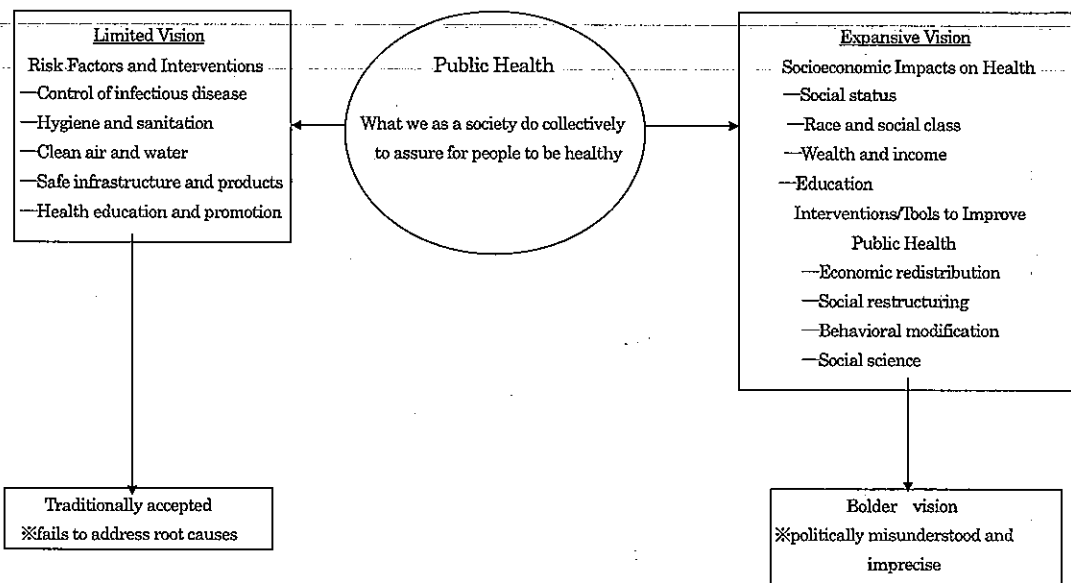 Limited Vision
Risk Factors and Interventions
—Control of infectious disease
—Hygiene and sanitation
—Clean air and water
—Safe infrastructure and products
—Health education and promotion
Public Health
What we as a society do collectively
to assure for people to be healthy
Expansive Vision
Socioeconomic Impacts on Health
—Social status
—Race and social class
—Wealth and income
—Education
Interventions/Tools to Improve
Public Health
—Economic redistribution
—Social restructuring
—Behavioral modification
—Social science
Traditionally accepted
※fails to address root causes
Bolder vision
※politically misunderstood and
imprecise